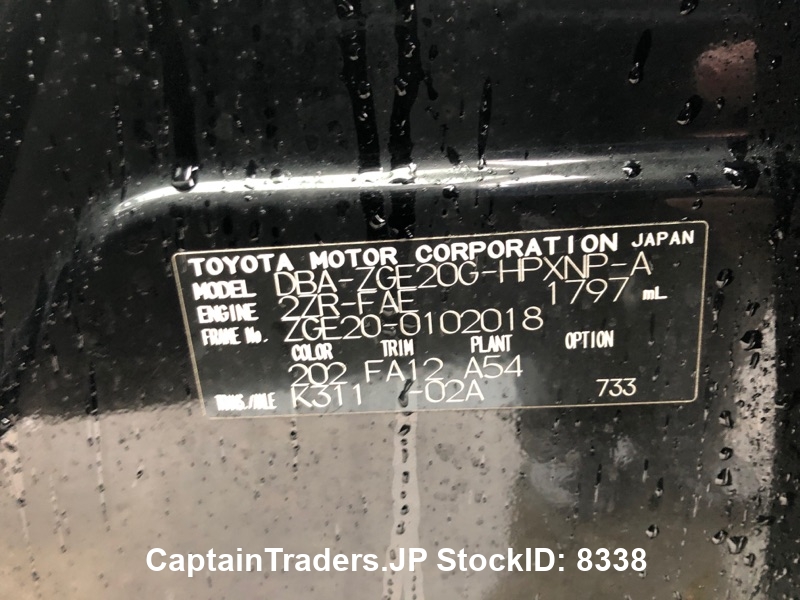 TOYOTA MOTOR CORPORATION JAPAN
MODEL DBA-ZGE20G-HPXNP-A
ENGINE 2ZR-FAE 1797 mL
FRAME No. ZGE20-0102018
COLOR TRIM PLANT OPTION
202 FA12 A54
TRANS./AXLE K311 -02A 733
CaptainTraders.JP StockID: 8338